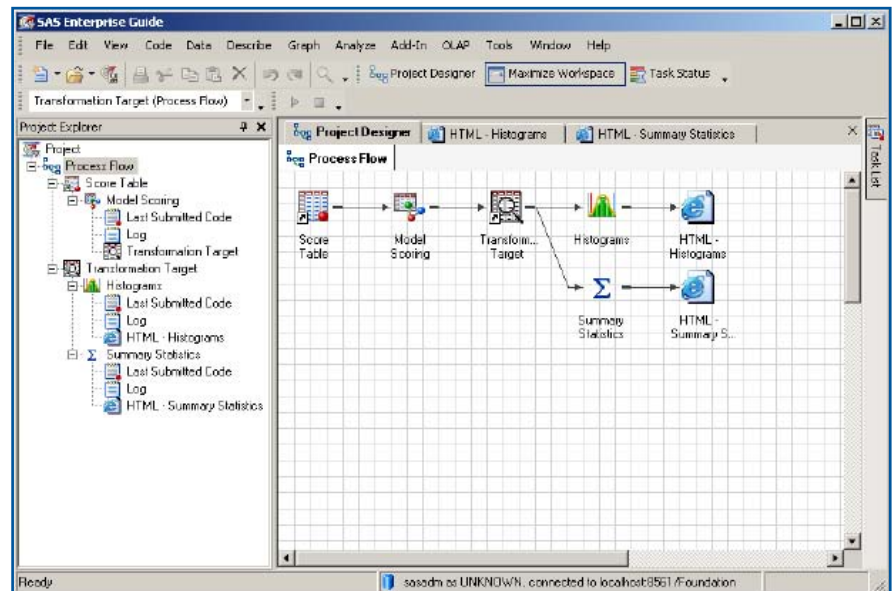 SAS Enterprise Guide
File Edit View Code Data Describe Graph Analyze Add-In OLAP Tools Window Help
Project Designer Maximize Workspace Task Status
Transformation Target (Process Flow)
Project Explorer
Project
Process Flow
Score Table
Model Scoring
Last Submitted Code
Log
Transformation Target
Transformation Target
Histograms
Last Submitted Code
Log
HTML - Histograms
Summary Statistics
Last Submitted Code
Log
HTML - Summary Statistics
Project Designer HTML - Histograms HTML - Summary Statistics
Process Flow
Score Table
Model Scoring
Transform... Target
Histograms
HTML - Histograms
Summary Statistics
HTML - Summary S...
Task List
Ready
sasadm as UNKNOWN, connected to localhost:8561/Foundation